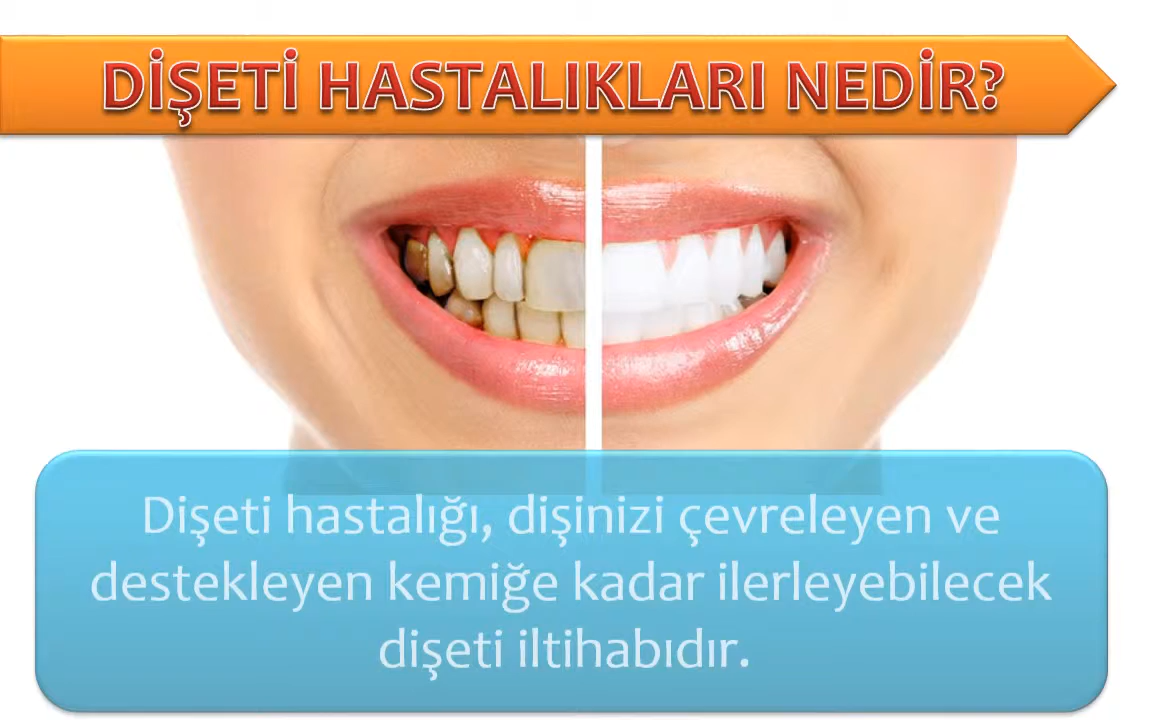 DİŞETİ HASTALIKLARI NEDİR?
Dişeti hastalığı, dişinizi çevreleyen ve
destekleyen kemiğe kadar ilerleyebilecek
dişeti iltihabıdır.